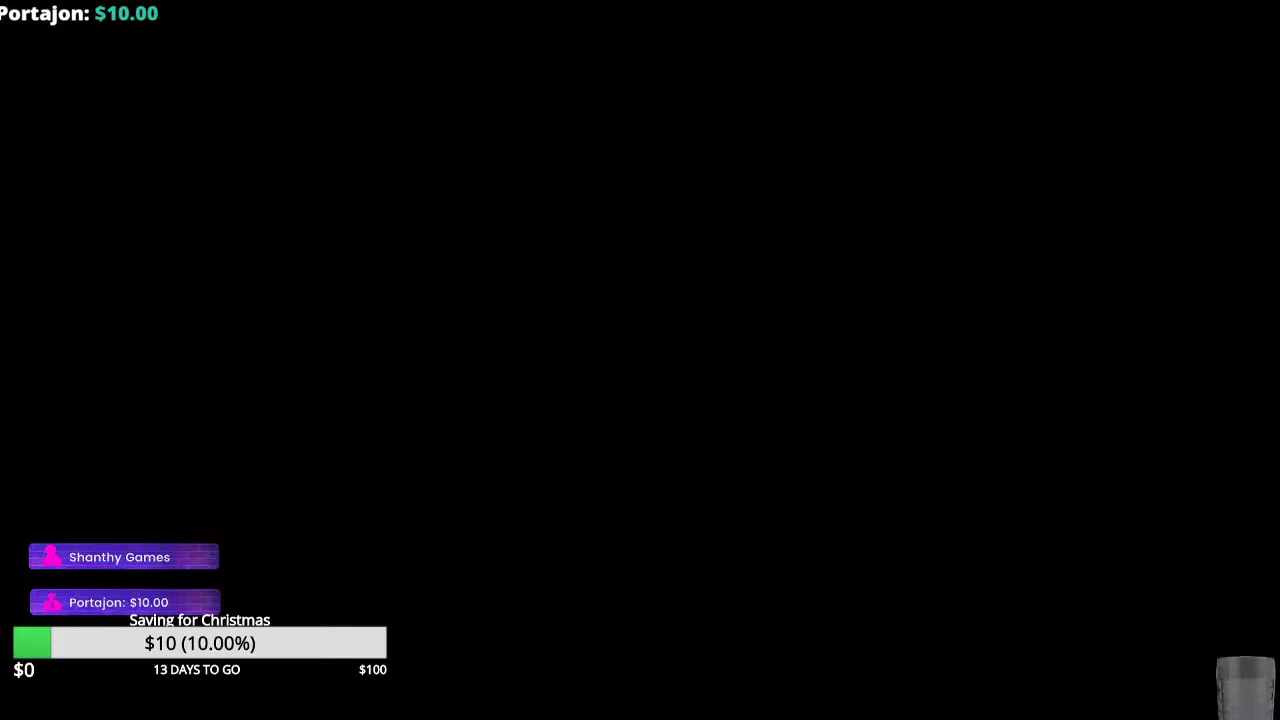 Portajon: $10.00
Shanthy Games
Portajon: $10.00
Saving for Christmas
$10 (10.00%)
$0 13 DAYS TO GO $100